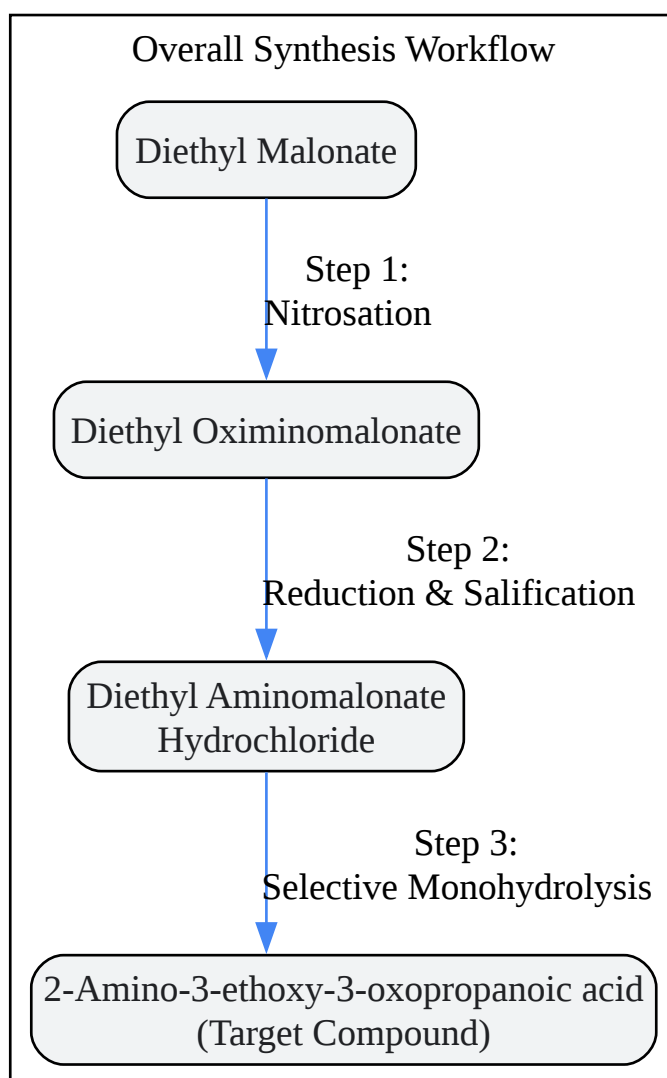 Overall Synthesis Workflow
Diethyl Malonate
Step 1:
Nitrosation
Diethyl Oximinomalonate
Step 2:
Reduction & Salification
Diethyl Aminomalonate
Hydrochloride
Step 3:
Selective Monohydrolysis
2-Amino-3-ethoxy-3-oxopropanoic acid
(Target Compound)